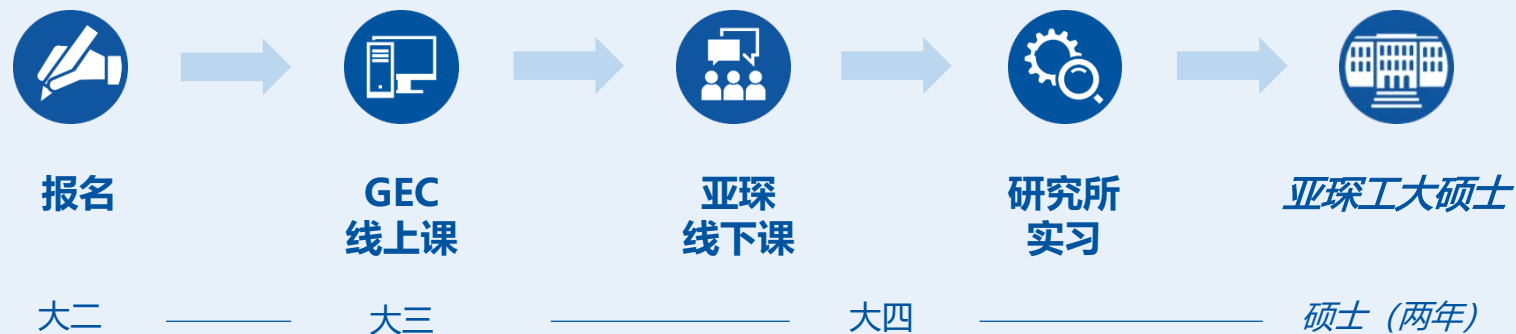 报名
GEC
线上课
亚琛
线下课
研究所
实习
亚琛工大硕士
大二
大三
大四
硕士（两年）